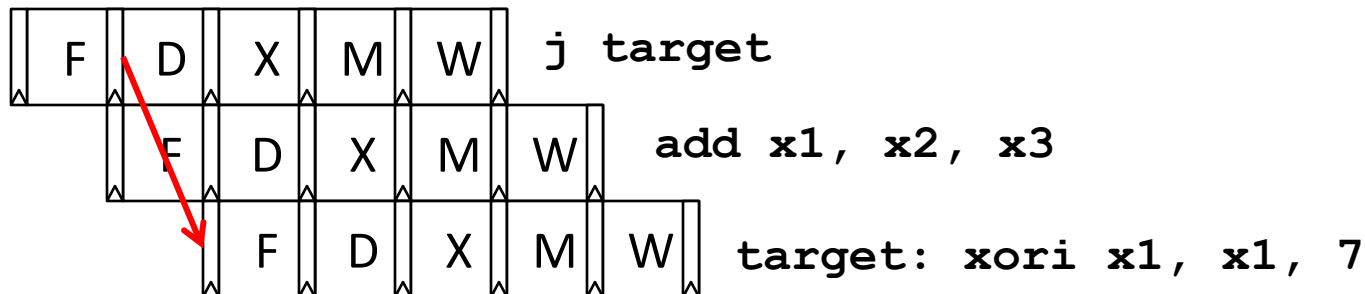 F D X M W j target
F D X M W add x1, x2, x3
F D X M W target: xori x1, x1, 7